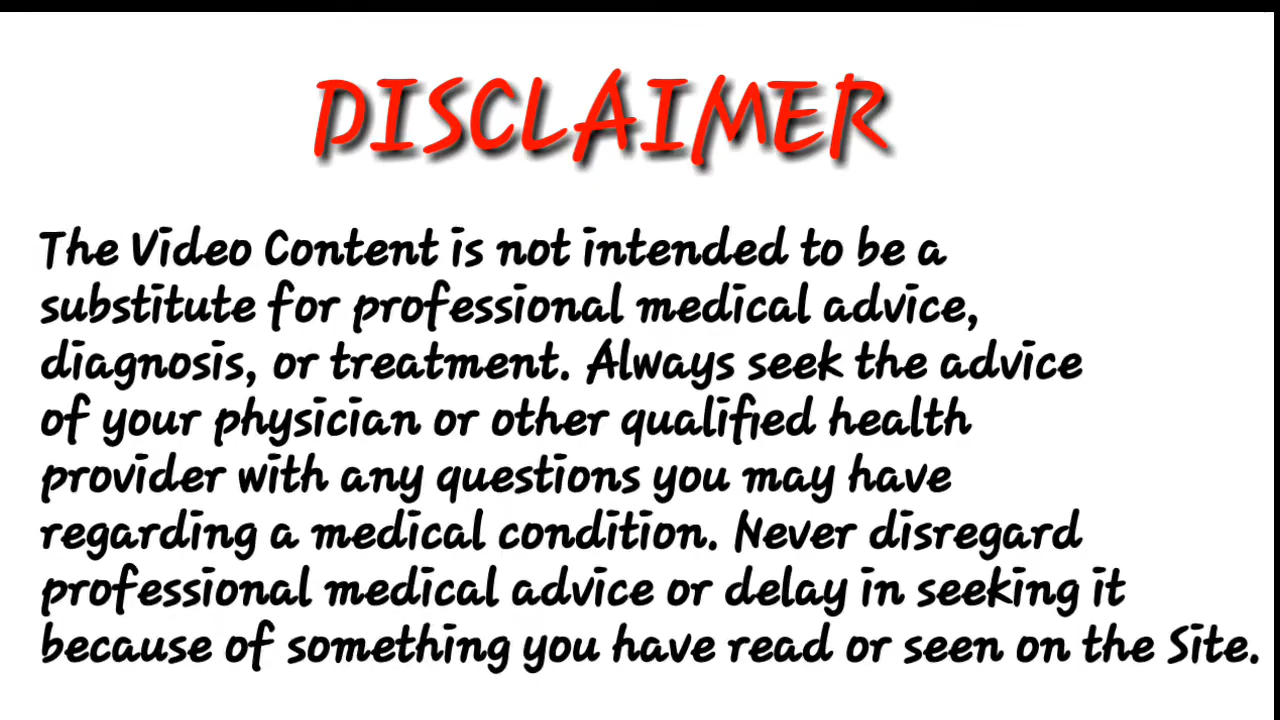 DISCLAIMER
The Video Content is not intended to be a
substitute for professional medical advice,
diagnosis, or treatment. Always seek the advice
of your physician or other qualified health
provider with any questions you may have
regarding a medical condition. Never disregard
professional medical advice or delay in seeking it
because of something you have read or seen on the Site.